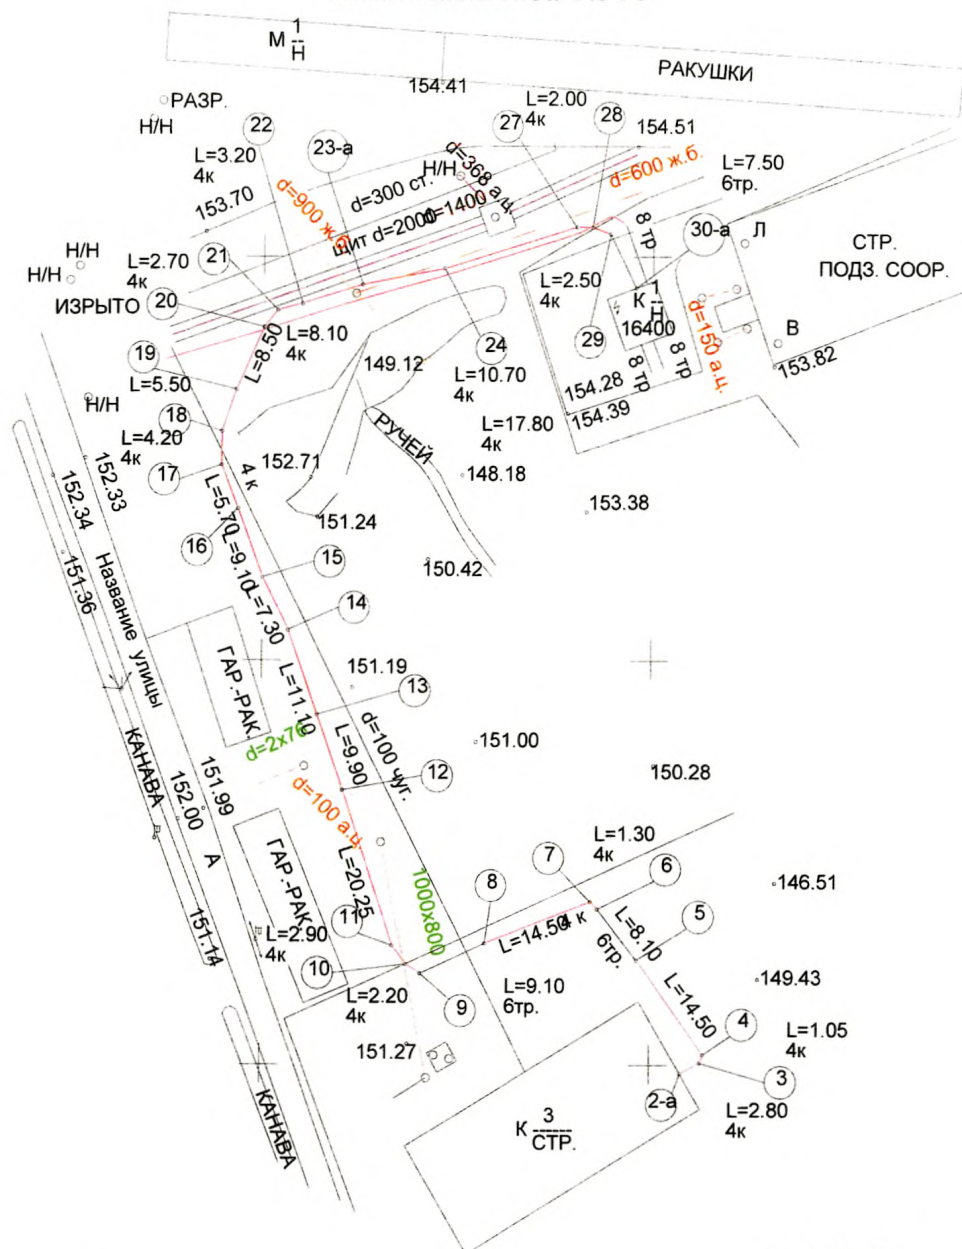 М 1
Н
РАКУШКИ
154.41
РАЗР.
Н/Н
22
23-а
27
L=2.00
4к
28
154.51
L=3.20
4к
d=368 а.ц.
Н/Н
d=600 ж.б.
L=7.50
6тр.
153.70
d=900 ж.б.
d=300 ст.
d=1400
щит d=2000
8 тр
30-а
Л
СТР.
ПОДЗ. СООР.
Н/Н
Н/Н
L=2.70
4к
21
ИЗРЫТО
20
L=2.50
4к
К 1
Н
16400
29
d=150 а.ц.
В
19
L=8.50
L=8.10
4к
149.12
24
L=10.70
4к
8 тр
8 тр
153.82
L=5.50
154.28
154.39
Н/Н
18
L=4.20
4к
РУЧЕЙ
L=17.80
4к
17
4 к
152.71
148.18
152.34
152.33
L=5.70
151.24
153.38
16
L=9.10
15
150.42
151.36
Название улицы
L=7.30
14
ГАР.-РАК.
L=11.10
151.19
13
d=2х76
L=9.90
d=100 чуг.
151.00
КАНАВА
152.00
151.99
12
150.28
d=100 а.ц.
А
ГАР.-РАК.
L=20.25
1000х800
L=1.30
4к
7
6
8
146.51
151.14
L=2.90
4к
11
L=14.50
4 к
6тр.
L=8.10
5
10
L=2.20
4к
9
L=9.10
6тр.
149.43
L=14.50
4
L=1.05
4к
151.27
3
2-а
КАНАВА
К 3
СТР.
L=2.80
4к